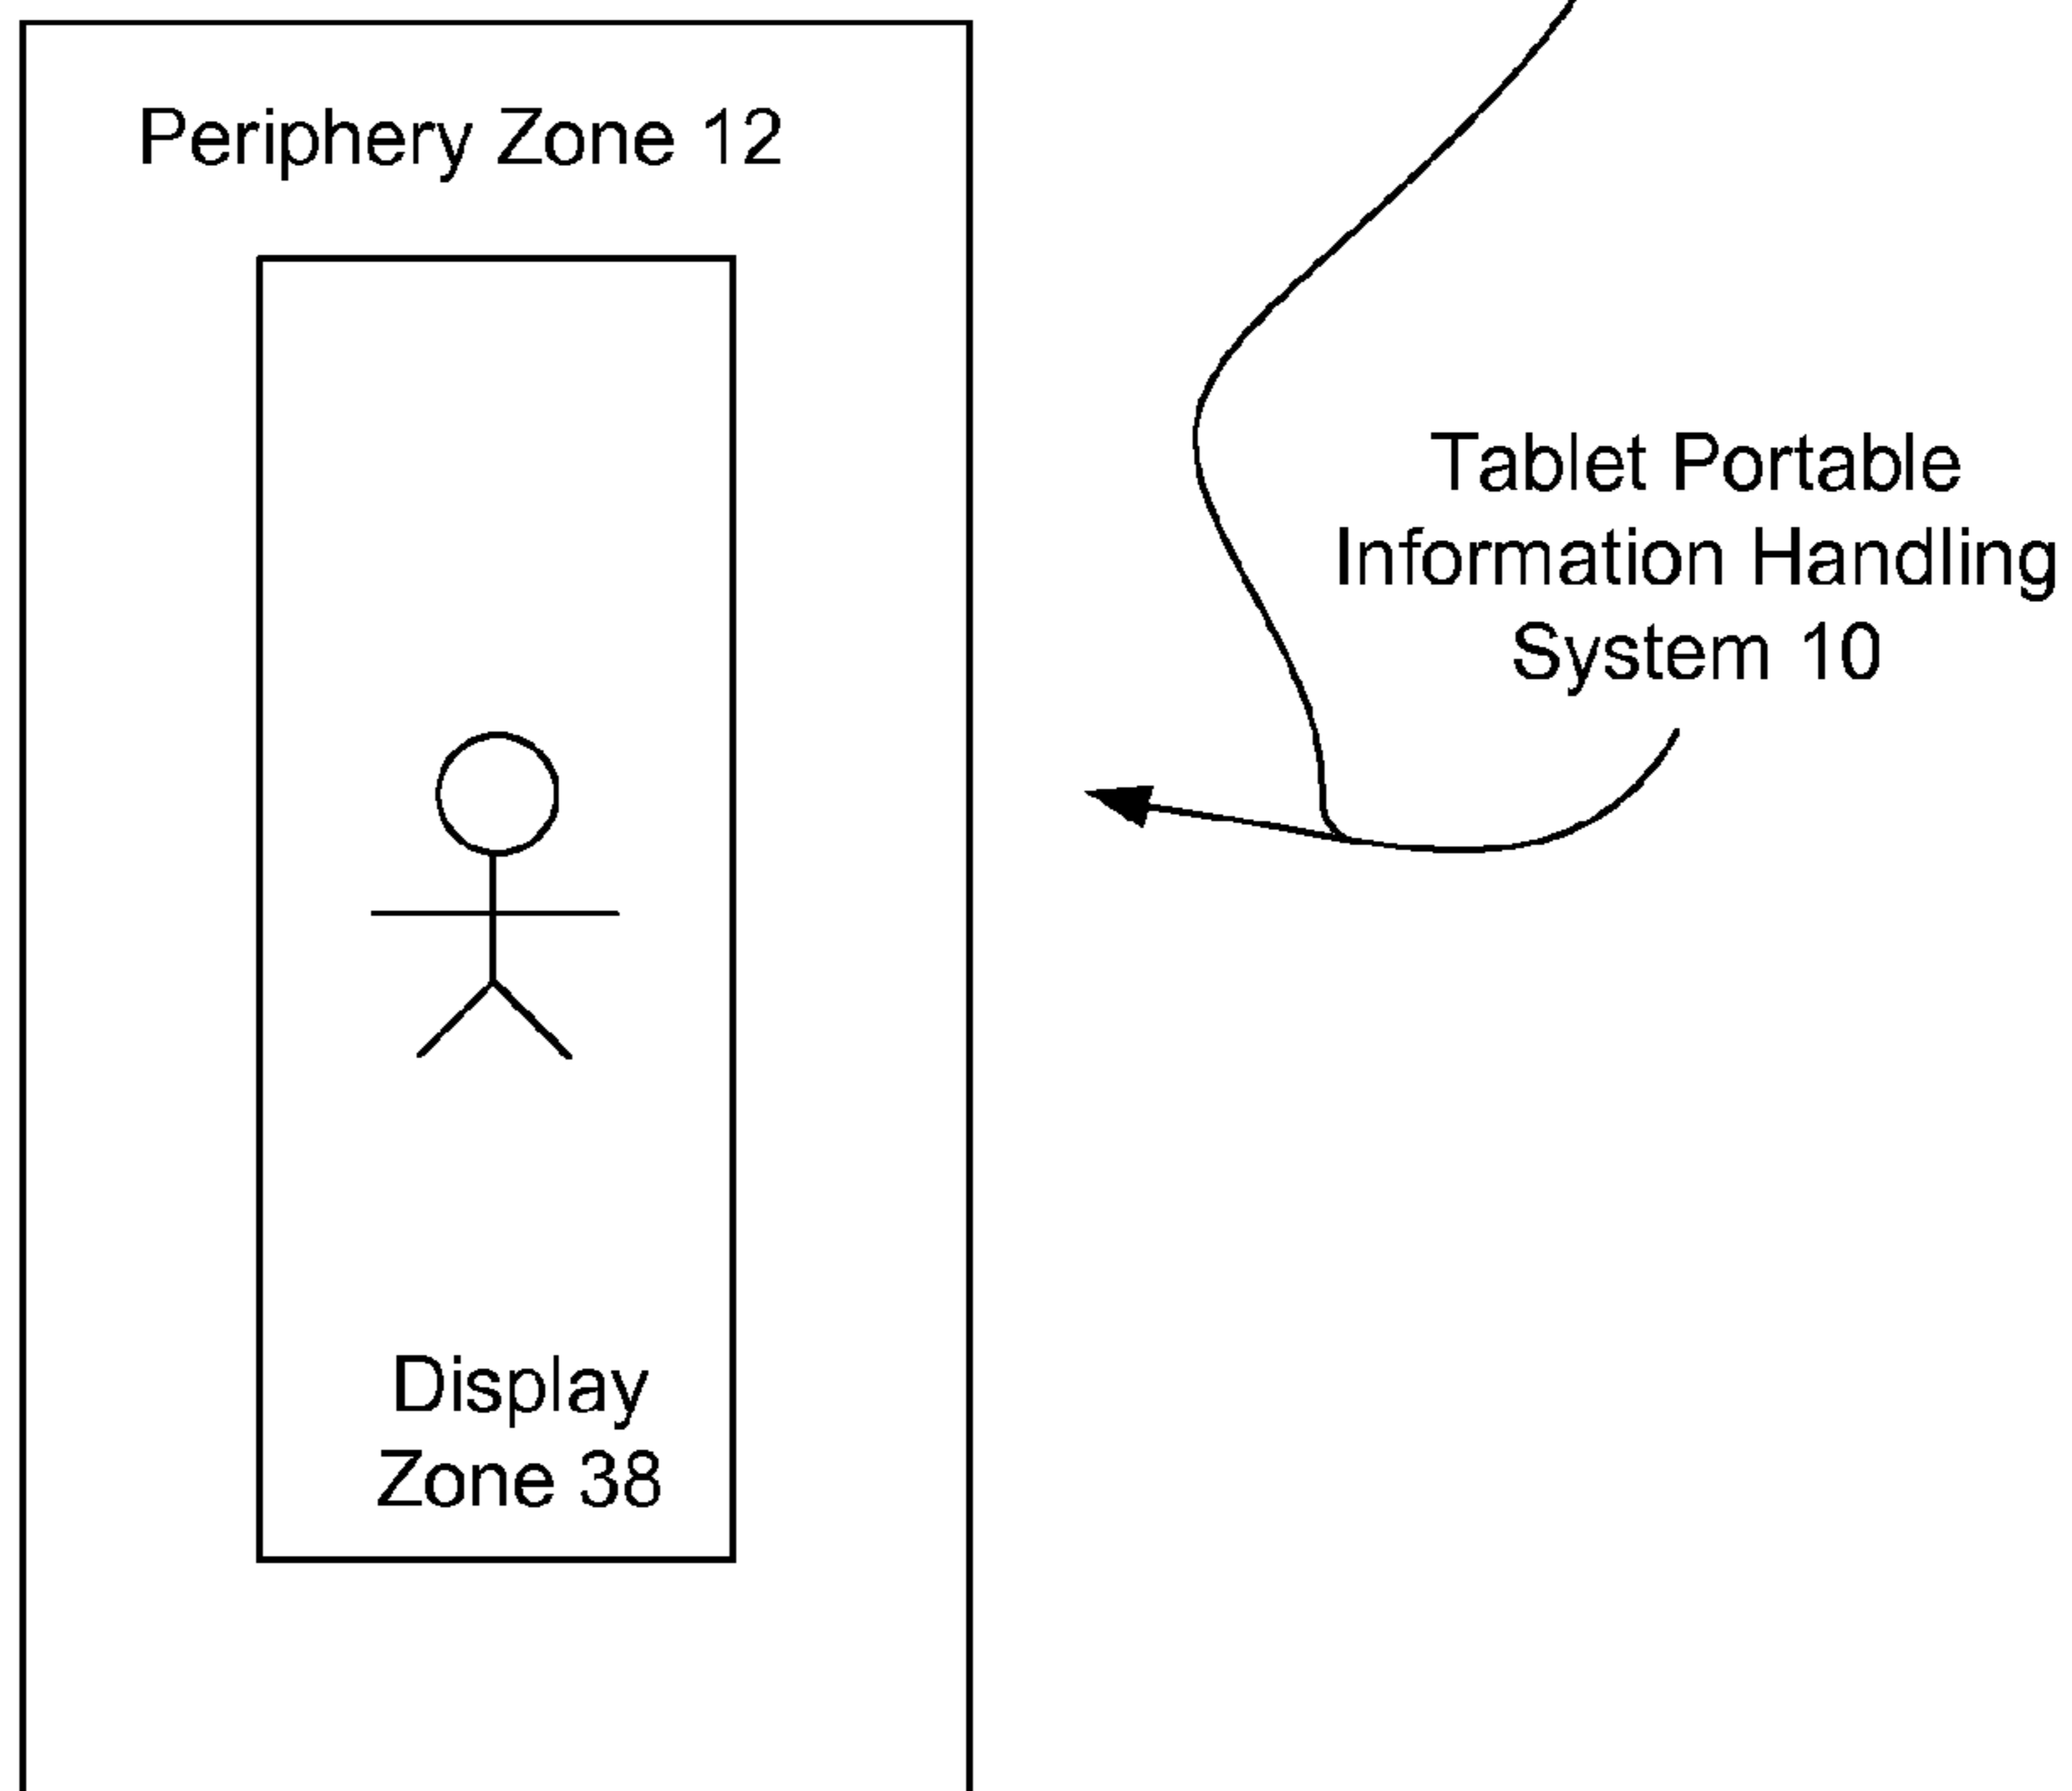 Periphery Zone 12
Tablet Portable
Information Handling
System 10
Display
Zone 38